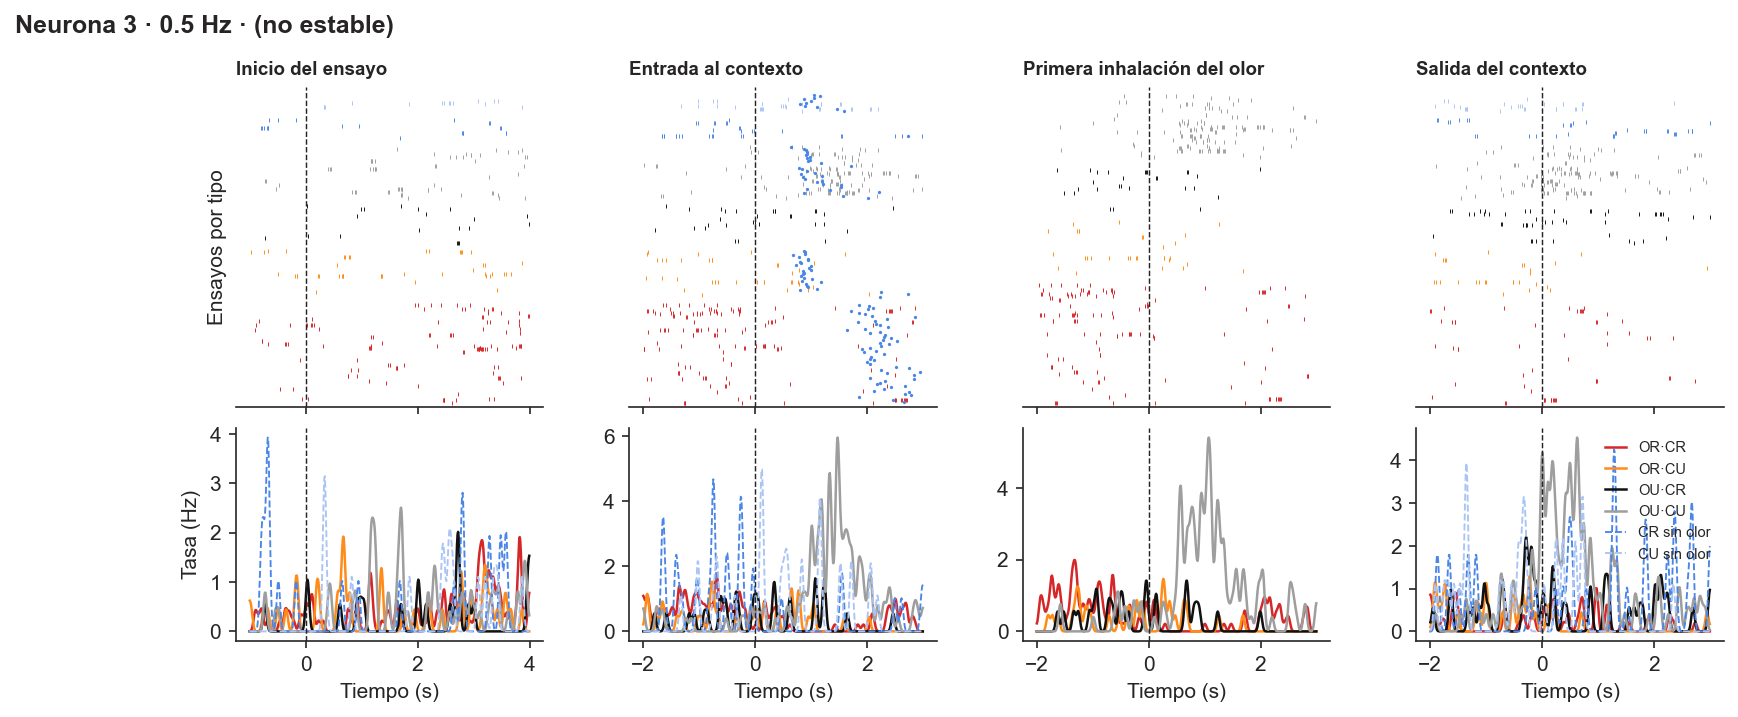 Neurona 3 · 0.5 Hz · (no estable)
Inicio del ensayo
Entrada al contexto
Primera inhalación del olor
Salida del contexto
Ensayos por tipo
Tasa (Hz)
4
3
2
1
0
6
4
2
0
4
2
0
4
3
2
1
0
OR·CR
OR·CU
OU·CR
OU·CU
CR sin olor
CU sin olor
0 2 4
−2 0 2
−2 0 2
−2 0 2
Tiempo (s)
Tiempo (s)
Tiempo (s)
Tiempo (s)